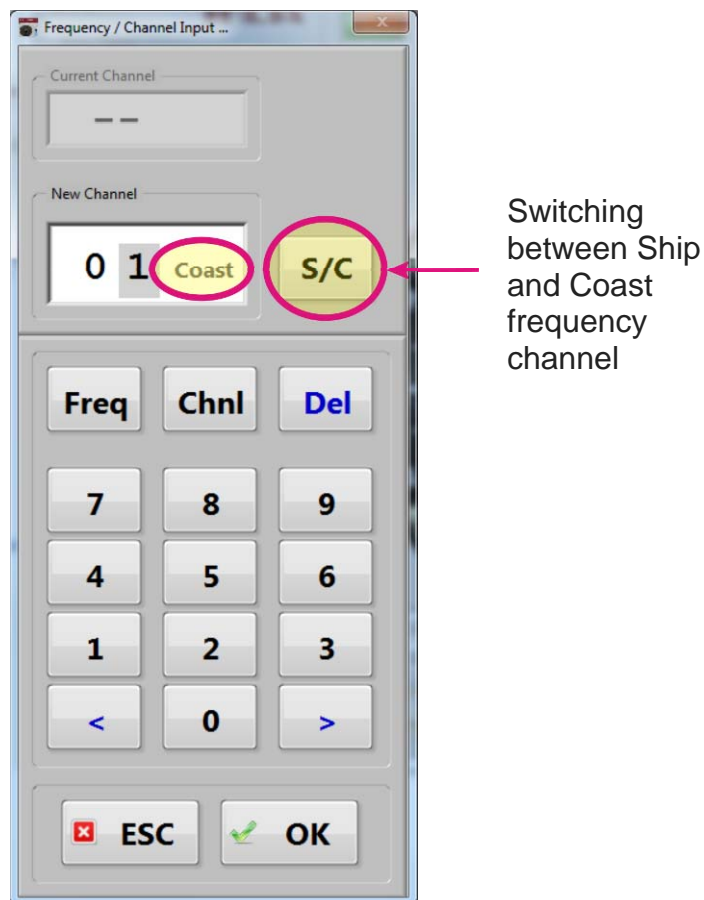 Frequency / Channel Input ...
x
Current Channel
--
New Channel
0 1 Coast
S/C
Switching
between Ship
and Coast
frequency
channel
Freq Chnl Del
7 8 9
4 5 6
1 2 3
< 0 >
ESC OK